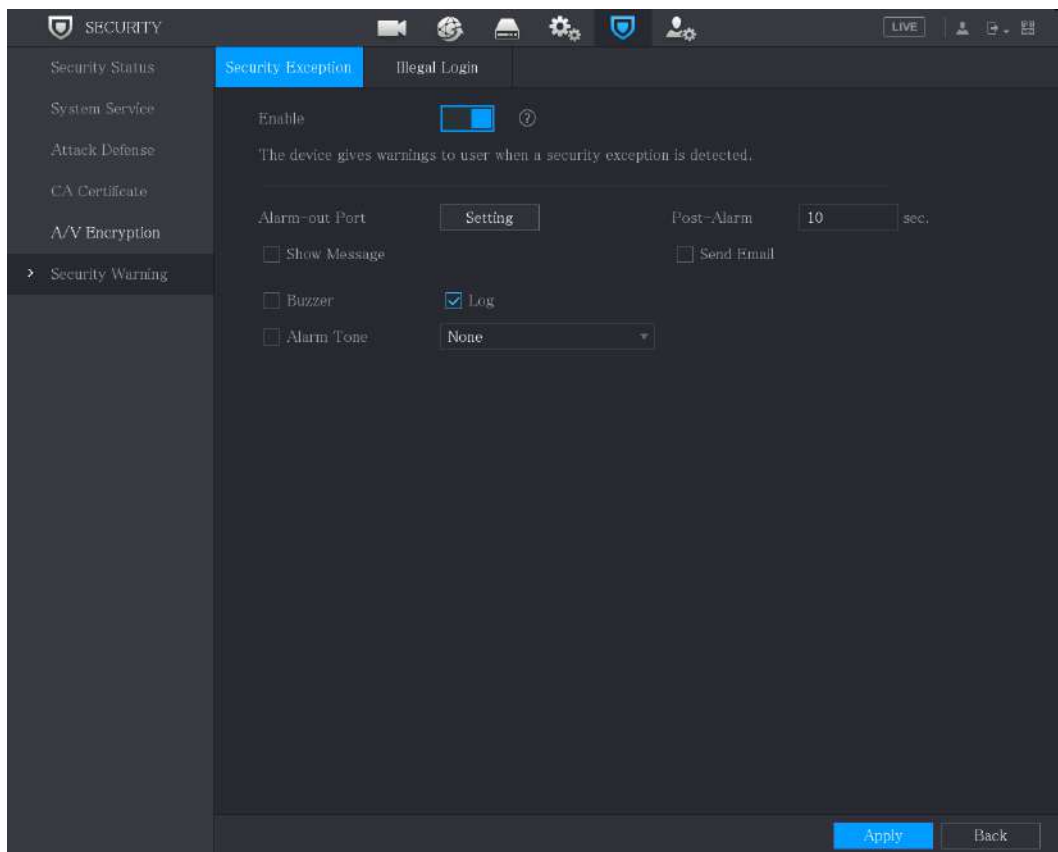 SECURITY
LIVE
Security Status
System Service
Attack Defense
CA Certificate
A/V Encryption
Security Warning
Security Exception Illegal Login
Enable
The device gives warnings to user when a security exception is detected.
Alarm-out Port Setting Post-Alarm 10 sec.
Show Message Send Email
Buzzer Log
Alarm Tone None
Apply Back